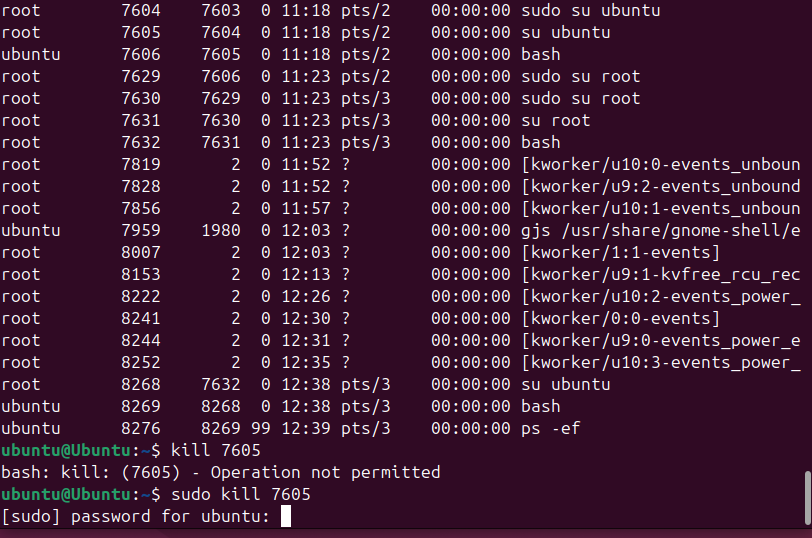 root        7604    7603  0 11:18 pts/2    00:00:00 sudo su ubuntu
root        7605    7604  0 11:18 pts/2    00:00:00 su ubuntu
ubuntu      7606    7605  0 11:18 pts/2    00:00:00 bash
root        7629    7606  0 11:23 pts/2    00:00:00 sudo su root
root        7630    7629  0 11:23 pts/3    00:00:00 sudo su root
root        7631    7630  0 11:23 pts/3    00:00:00 su root
root        7632    7631  0 11:23 pts/3    00:00:00 bash
root        7819       2  0 11:52 ?        00:00:00 [kworker/u10:0-events_unboun
root        7828       2  0 11:52 ?        00:00:00 [kworker/u9:2-events_unbound
root        7856       2  0 11:57 ?        00:00:00 [kworker/u10:1-events_unboun
ubuntu      7959    1980  0 12:03 ?        00:00:00 gjs /usr/share/gnome-shell/e
root        8007       2  0 12:03 ?        00:00:00 [kworker/1:1-events]
root        8153       2  0 12:13 ?        00:00:00 [kworker/u9:1-kvfree_rcu_rec
root        8222       2  0 12:26 ?        00:00:00 [kworker/u10:2-events_power_
root        8241       2  0 12:30 ?        00:00:00 [kworker/0:0-events]
root        8244       2  0 12:31 ?        00:00:00 [kworker/u9:0-events_power_e
root        8252       2  0 12:35 ?        00:00:00 [kworker/u10:3-events_power_
root        8268    7632  0 12:38 pts/3    00:00:00 su ubuntu
ubuntu      8269    8268  0 12:38 pts/3    00:00:00 bash
ubuntu      8276    8269 99 12:39 pts/3    00:00:00 ps -ef
ubuntu@Ubuntu:~$ kill 7605
bash: kill: (7605) - Operation not permitted
ubuntu@Ubuntu:~$ sudo kill 7605
[sudo] password for ubuntu: